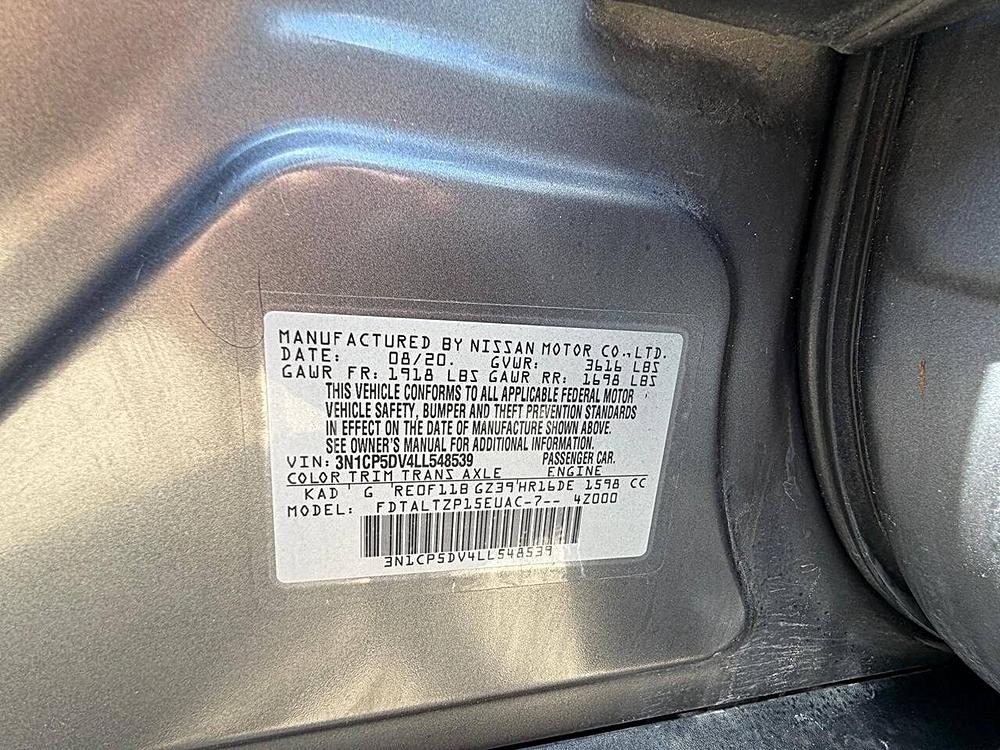 MANUFACTURED BY NISSAN MOTOR CO.,LTD.
DATE: 08/20. GVWR: 3616 LBS
GAWR FR: 1918 LBS GAWR RR: 1698 LBS
THIS VEHICLE CONFORMS TO ALL APPLICABLE FEDERAL MOTOR
VEHICLE SAFETY, BUMPER AND THEFT PREVENTION STANDARDS
IN EFFECT ON THE DATE OF MANUFACTURE SHOWN ABOVE.
SEE OWNER'S MANUAL FOR ADDITIONAL INFORMATION.
VIN: 3N1CP5DV4LL548539 PASSENGER CAR.
COLOR TRIM TRANS AXLE ENGINE
KAD G RE0F11B GZ39 HR16DE 1598 CC
MODEL: FDTALTZP15EUAC-7-- 4Z000
3N1CP5DV4LL548539